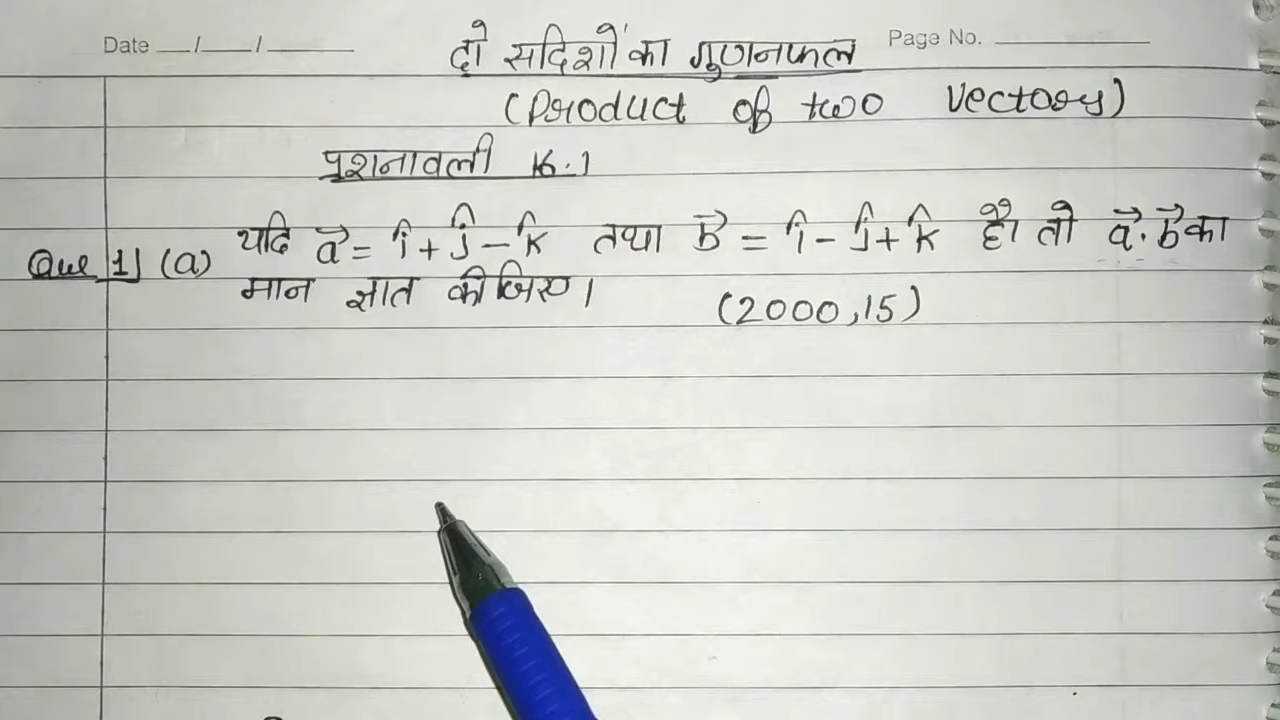 Date __/__/____ दो सदिशों का गुणनफल Page No. ______
(Product of two Vectors)
प्रश्नावली 16.1
Que 1] (a) यदि a⃗ = î + ĵ − k̂ तथा b⃗ = î − ĵ + k̂ हो तो a⃗.b⃗ का
मान ज्ञात कीजिए।
(2000,15)